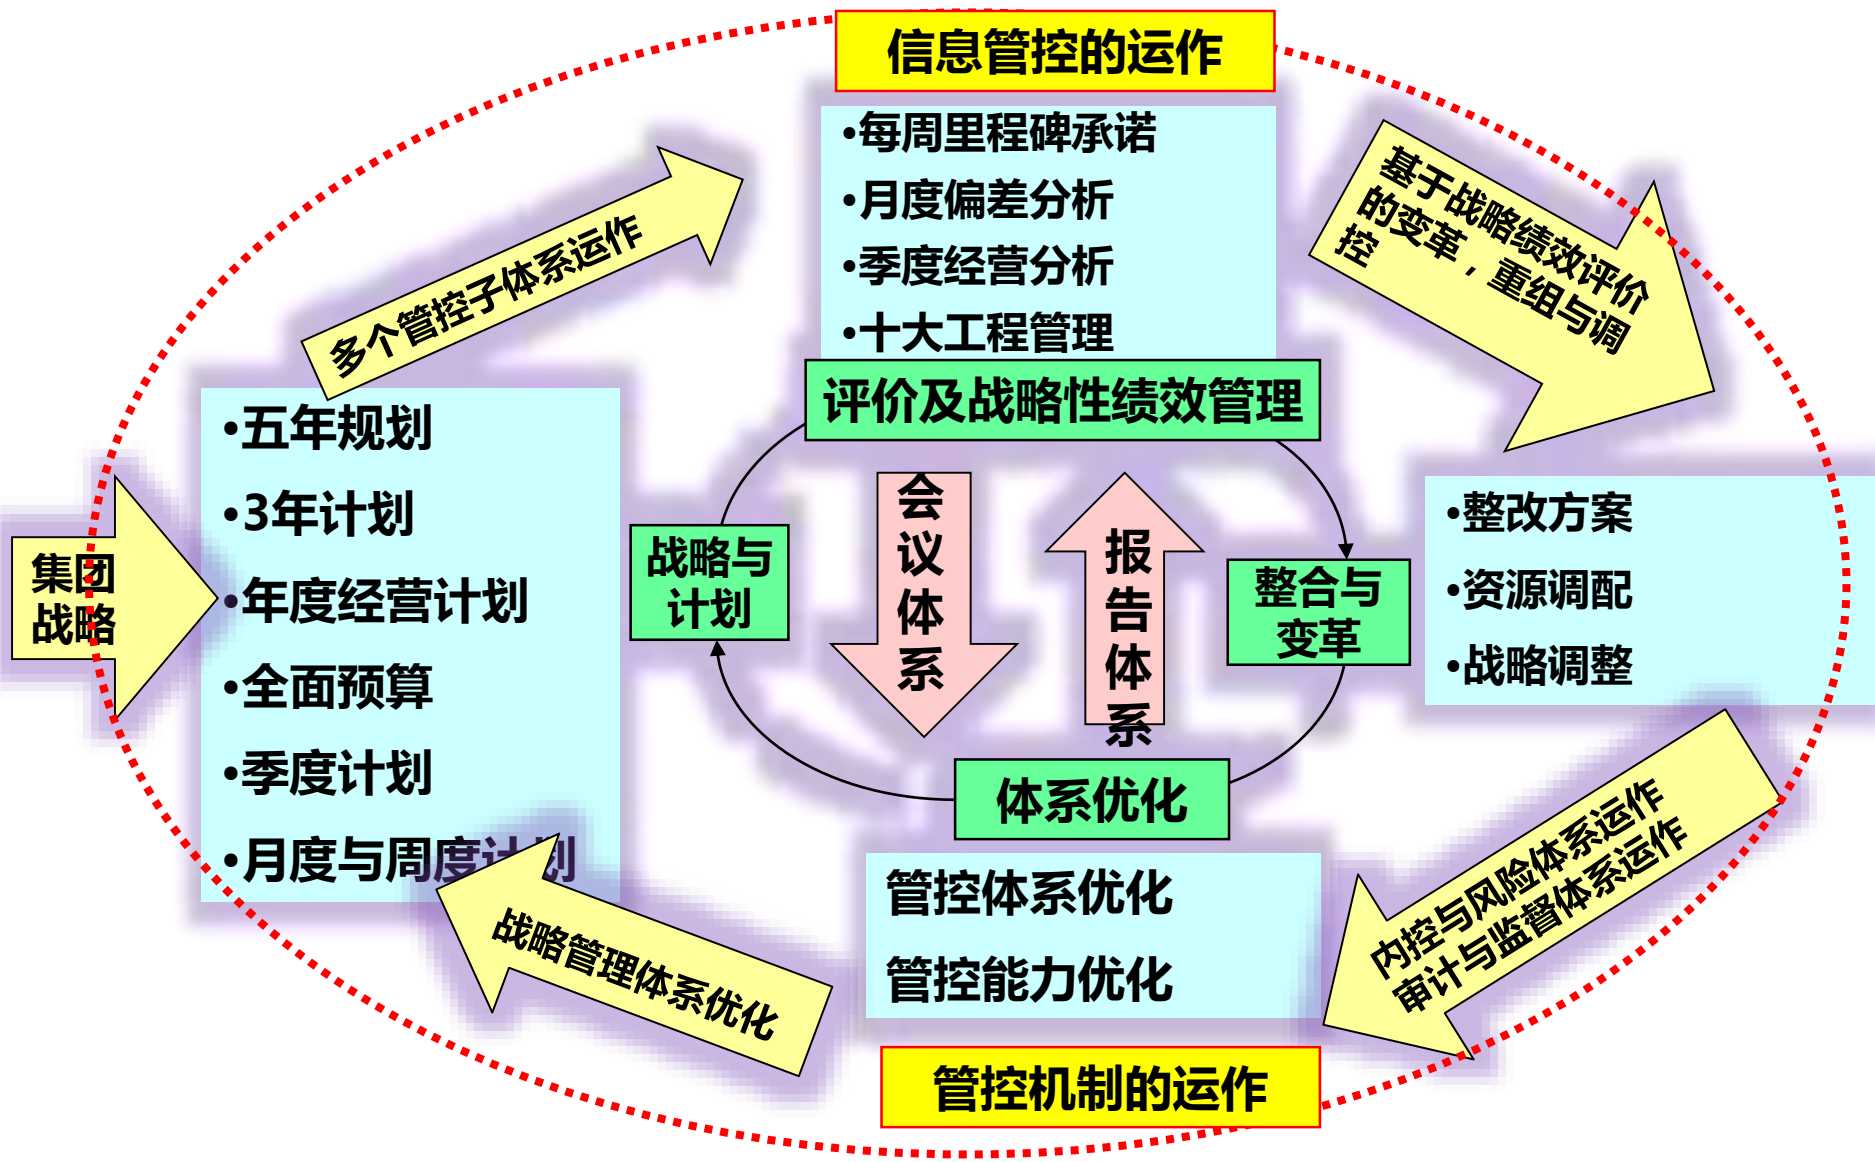 信息管控的运作
•每周里程碑承诺
•月度偏差分析
•季度经营分析
•十大工程管理
多个管控子体系运作
基于战略绩效评价
的变革，重组与调
控
评价及战略性绩效管理
•五年规划
•3年计划
•年度经营计划
•全面预算
•季度计划
•月度与周度计划
集团
战略
战略与
计划
会
议
体
系
报
告
体
系
整合与
变革
•整改方案
•资源调配
•战略调整
体系优化
管控体系优化
管控能力优化
内控与风险体系运作
审计与监督体系运作
战略管理体系优化
管控机制的运作